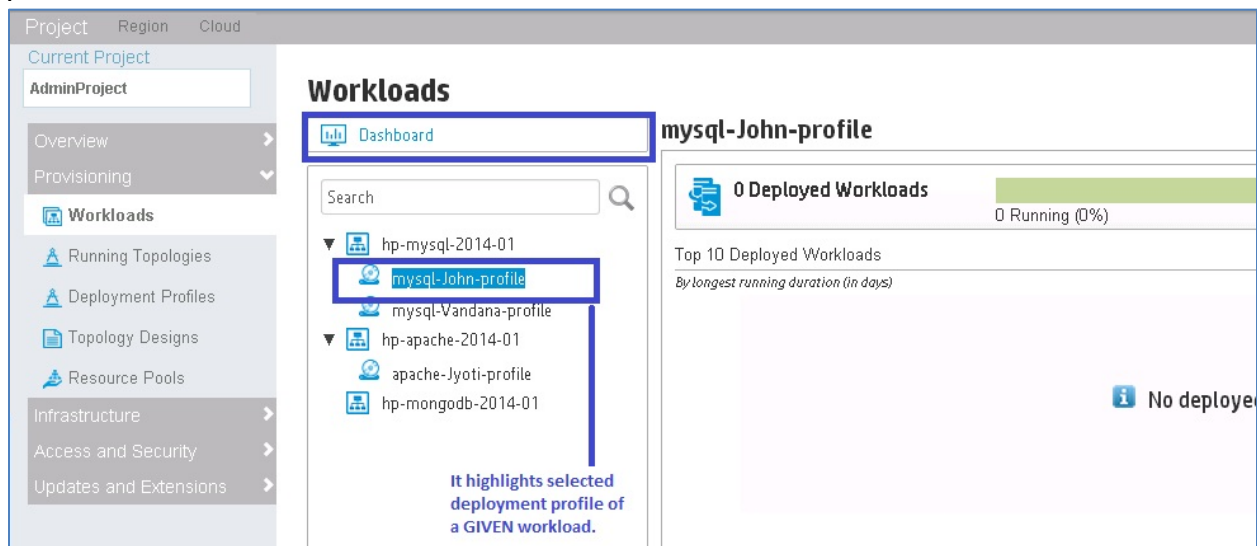 Project Region Cloud
Current Project
AdminProject
Overview
Provisioning
Workloads
Running Topologies
Deployment Profiles
Topology Designs
Resource Pools
Infrastructure
Access and Security
Updates and Extensions
Workloads
Dashboard
Search
hp-mysql-2014-01
mysql-John-profile
mysql-Vandana-profile
hp-apache-2014-01
apache-Jyoti-profile
hp-mongodb-2014-01
It highlights selected
deployment profile of
a GIVEN workload.
mysql-John-profile
0 Deployed Workloads
0 Running (0%)
Top 10 Deployed Workloads
By longest running duration (in days)
No deploye